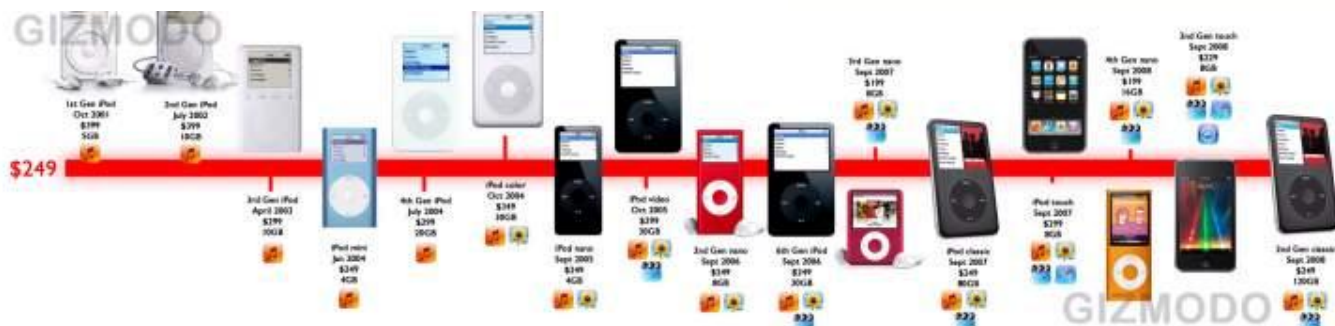 GIZMODO
1st Gen iPod
Oct 2001
$399
5GB
2nd Gen iPod
July 2002
$399
10GB
$249
3rd Gen iPod
April 2003
$299
10GB
iPod mini
Jan 2004
$249
4GB
4th Gen iPod
July 2004
$299
20GB
iPod color
Oct 2004
$349
30GB
iPod nano
Sept 2005
$249
4GB
iPod video
Oct 2005
$299
30GB
2nd Gen nano
Sept 2006
$249
8GB
6th Gen iPod
Sept 2006
$249
30GB
3rd Gen nano
Sept 2007
$199
8GB
iPod classic
Sept 2007
$249
80GB
iPod touch
Sept 2007
$299
8GB
4th Gen nano
Sept 2008
$199
16GB
2nd Gen touch
Sept 2008
$229
8GB
2nd Gen classic
Sept 2008
$249
120GB
GIZMODO